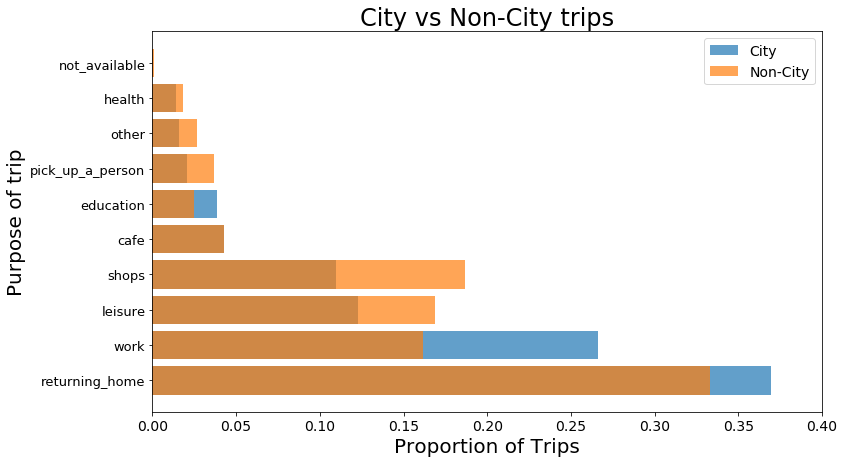 City vs Non-City trips
City
Non-City
Purpose of trip
not_available
health
other
pick_up_a_person
education
cafe
shops
leisure
work
returning_home
0.00 0.05 0.10 0.15 0.20 0.25 0.30 0.35 0.40
Proportion of Trips